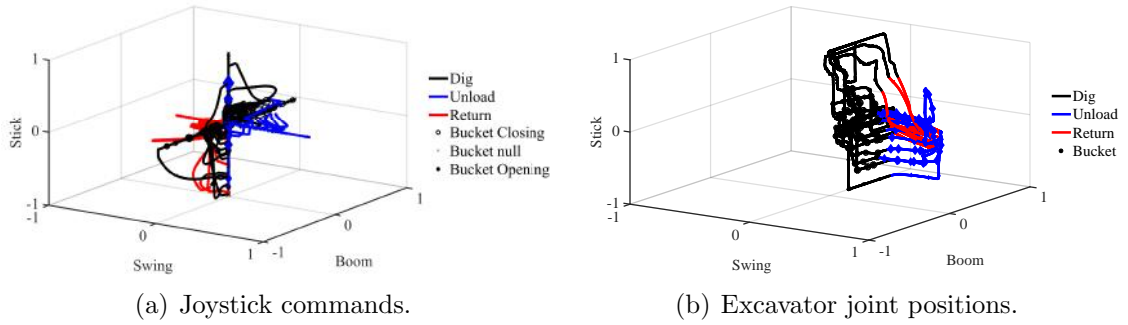 1
0
-1
-1
0
1
-1
0
1
Stick
Swing
Boom
Dig
Unload
Return
Bucket Closing
Bucket null
Bucket Opening
(a) Joystick commands.
1
0
-1
-1
0
1
-1
0
1
Stick
Swing
Boom
Dig
Unload
Return
Bucket
(b) Excavator joint positions.